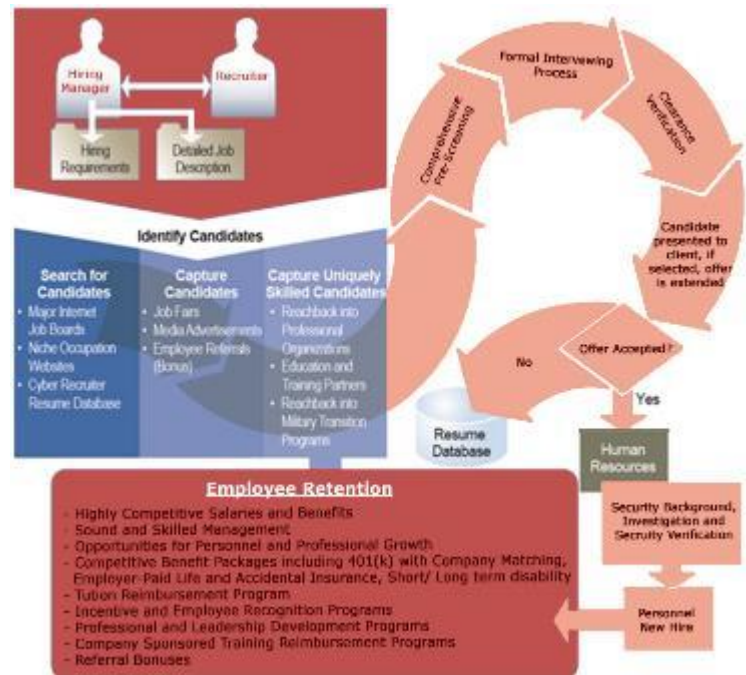 Hiring
Manager
Recruiter
Hiring
Requirements
Detailed Job
Description
Identify Candidates
Search for
Candidates
• Major Internet
Job Boards
• Niche Occupation
Websites
• Cyber Recruiter
Resume Database
Capture
Candidates
• Job Fairs
• Media Advertisements
• Employee Referrals
(Bonus)
Capture Uniquely
Skilled Candidates
• Reachback into
Professional
Organizations
• Education and
Training Partners
• Reachback into
Military Transition
Programs
Comprehensive
Pre-Screening
Formal Intervewing
Process
Clearance
Verification
Candidate
presented to
client, if
selected, offer
is extended
Offer Accepted?
No
Yes
Resume
Database
Human
Resources
Security Background,
Investigation and
Secruity Verification
Personnel
New Hire
Employee Retention
- Highly Competitive Salaries and Benefits
- Sound and Skilled Management
- Opportunities for Personnel and Professional Growth
- Competitive Benefit Packages including 401(k) with Company Matching,
Employer-Paid Life and Accidental Insurance, Short/ Long term disability
- Tution Reimbursement Program
- Incentive and Employee Recognition Programs
- Professional and Leadership Development Programs
- Company Sponsored Training Reimbursement Programs
- Referral Bonuses